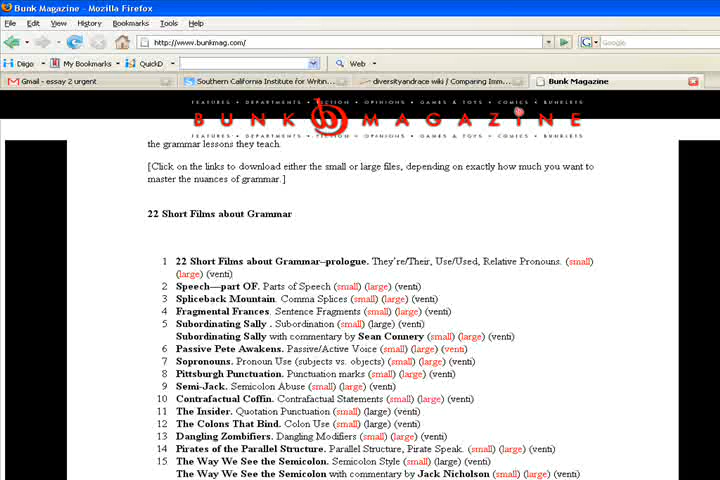 Bunk Magazine - Mozilla Firefox
File Edit View History Bookmarks Tools Help
http://www.bunkmag.com/
Google
Diigo My Bookmarks QuickD Web
Gmail - essay 2 urgent
Southern California Institute for Writin...
diversityandrace wiki / Comparing Imm...
Bunk Magazine
FEATURES • DEPARTMENTS • FICTION • OPINIONS • GAMES & TOYS • COMICS • BUNKLETS
BUNK MAGAZINE
FEATURES • DEPARTMENTS • FICTION • OPINIONS • GAMES & TOYS • COMICS • BUNKLETS
the grammar lessons they teach.
[Click on the links to download either the small or large files, depending on exactly how much you want to
master the nuances of grammar.]
22 Short Films about Grammar
1 22 Short Films about Grammar–prologue. They're/Their, Use/Used, Relative Pronouns. (small)
(large) (venti)
2 Speech—part OF. Parts of Speech (small) (large) (venti)
3 Spliceback Mountain. Comma Splices (small) (large) (venti)
4 Fragmental Frances. Sentence Fragments (small) (large) (venti)
5 Subordinating Sally . Subordination (small) (large) (venti)
Subordinating Sally with commentary by Sean Connery (small) (large) (venti)
6 Passive Pete Awakens. Passive/Active Voice (small) (large) (venti)
7 Sopronouns. Pronoun Use (subjects vs. objects) (small) (large) (venti)
8 Pittsburgh Punctuation. Punctuation marks (small) (large) (venti)
9 Semi-Jack. Semicolon Abuse (small) (large) (venti)
10 Contrafactual Coffin. Contrafactual Statements (small) (large) (venti)
11 The Insider. Quotation Punctuation (small) (large) (venti)
12 The Colons That Bind. Colon Use (small) (large) (venti)
13 Dangling Zombifiers. Dangling Modifiers (small) (large) (venti)
14 Pirates of the Parallel Structure. Parallel Structure, Pirate Speak. (small) (large) (venti)
15 The Way We See the Semicolon. Semicolon Style (small) (large) (venti)
The Way We See the Semicolon with commentary by Jack Nicholson (small) (large) (venti)